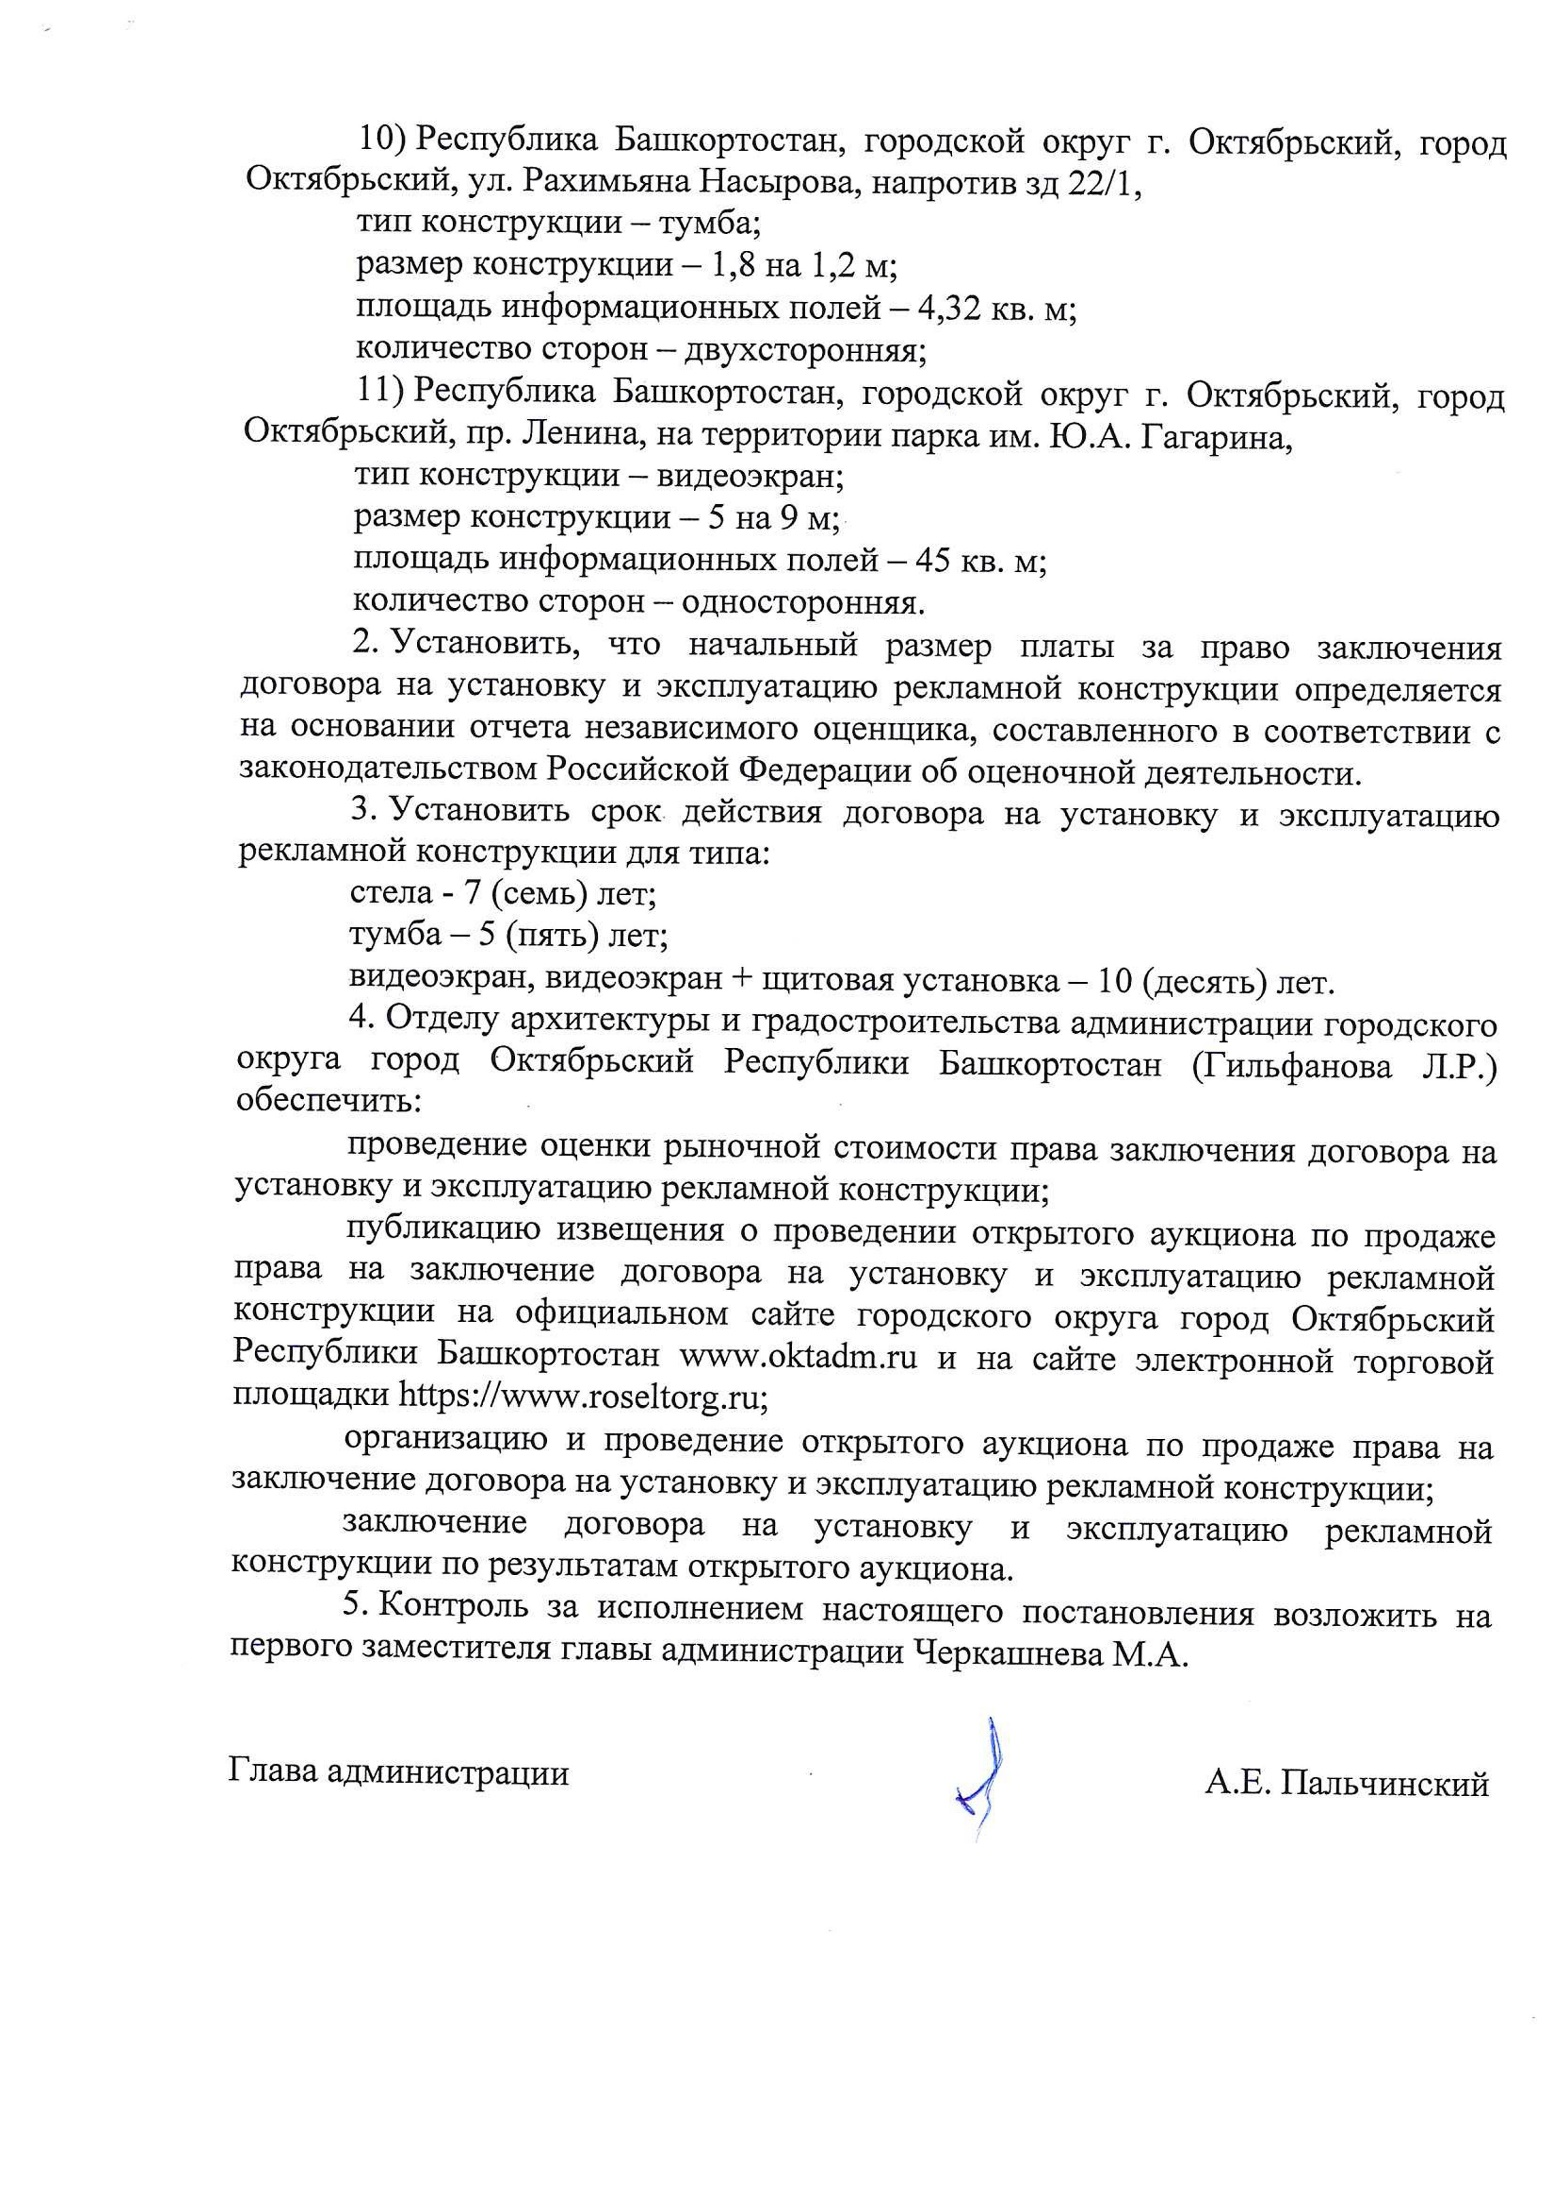 10) Республика Башкортостан, городской округ г. Октябрьский, город
Октябрьский, ул. Рахимьяна Насырова, напротив зд 22/1,
тип конструкции – тумба;
размер конструкции – 1,8 на 1,2 м;
площадь информационных полей – 4,32 кв. м;
количество сторон – двухсторонняя;
11) Республика Башкортостан, городской округ г. Октябрьский, город
Октябрьский, пр. Ленина, на территории парка им. Ю.А. Гагарина,
тип конструкции – видеоэкран;
размер конструкции – 5 на 9 м;
площадь информационных полей – 45 кв. м;
количество сторон – односторонняя.
2. Установить, что начальный размер платы за право заключения
договора на установку и эксплуатацию рекламной конструкции определяется
на основании отчета независимого оценщика, составленного в соответствии с
законодательством Российской Федерации об оценочной деятельности.
3. Установить срок действия договора на установку и эксплуатацию
рекламной конструкции для типа:
стела - 7 (семь) лет;
тумба – 5 (пять) лет;
видеоэкран, видеоэкран + щитовая установка – 10 (десять) лет.
4. Отделу архитектуры и градостроительства администрации городского
округа город Октябрьский Республики Башкортостан (Гильфанова Л.Р.)
обеспечить:
проведение оценки рыночной стоимости права заключения договора на
установку и эксплуатацию рекламной конструкции;
публикацию извещения о проведении открытого аукциона по продаже
права на заключение договора на установку и эксплуатацию рекламной
конструкции на официальном сайте городского округа город Октябрьский
Республики Башкортостан www.oktadm.ru и на сайте электронной торговой
площадки https://www.roseltorg.ru;
организацию и проведение открытого аукциона по продаже права на
заключение договора на установку и эксплуатацию рекламной конструкции;
заключение договора на установку и эксплуатацию рекламной
конструкции по результатам открытого аукциона.
5. Контроль за исполнением настоящего постановления возложить на
первого заместителя главы администрации Черкашнева М.А.
Глава администрации
А.Е. Пальчинский